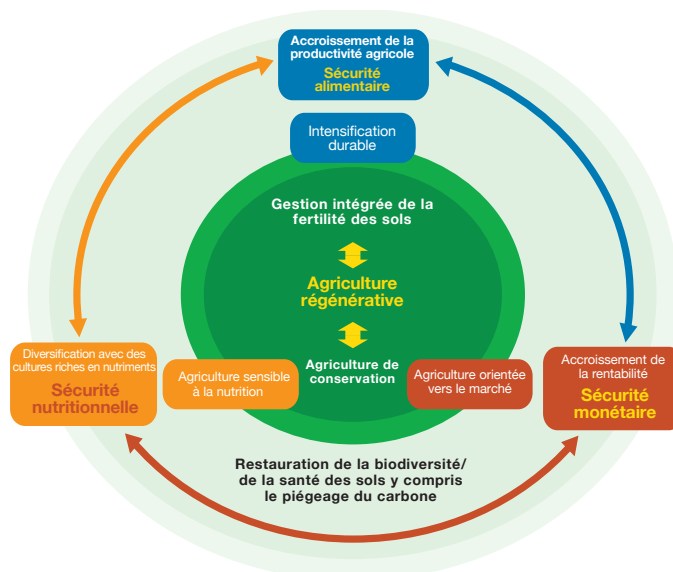 Accroissement de la
productivité agricole
Sécurité
alimentaire
Intensification
durable
Gestion intégrée de la
fertilité des sols
Agriculture
régénérative
Diversification avec des
cultures riches en nutriments
Sécurité
nutritionnelle
Agriculture sensible
à la nutrition
Agriculture de
conservation
Agriculture orientée
vers le marché
Accroissement de
la rentabilité
Sécurité
monétaire
Restauration de la biodiversité/
de la santé des sols y compris
le piégeage du carbone